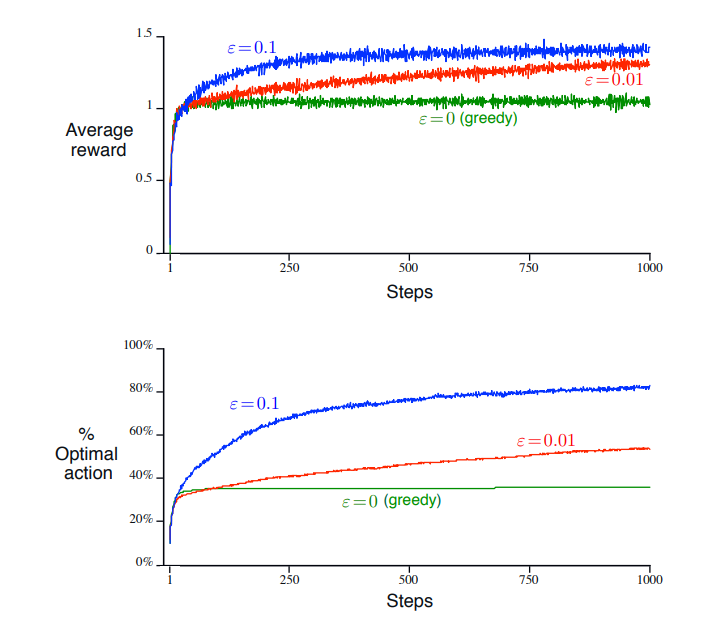 1.5
ε=0.1
ε=0.01
1
ε=0 (greedy)
Average
reward
0.5
0
1
250
500
750
1000
Steps
100%
80%
ε=0.1
%
Optimal
action
60%
ε=0.01
40%
ε=0 (greedy)
20%
0%
1
250
500
750
1000
Steps